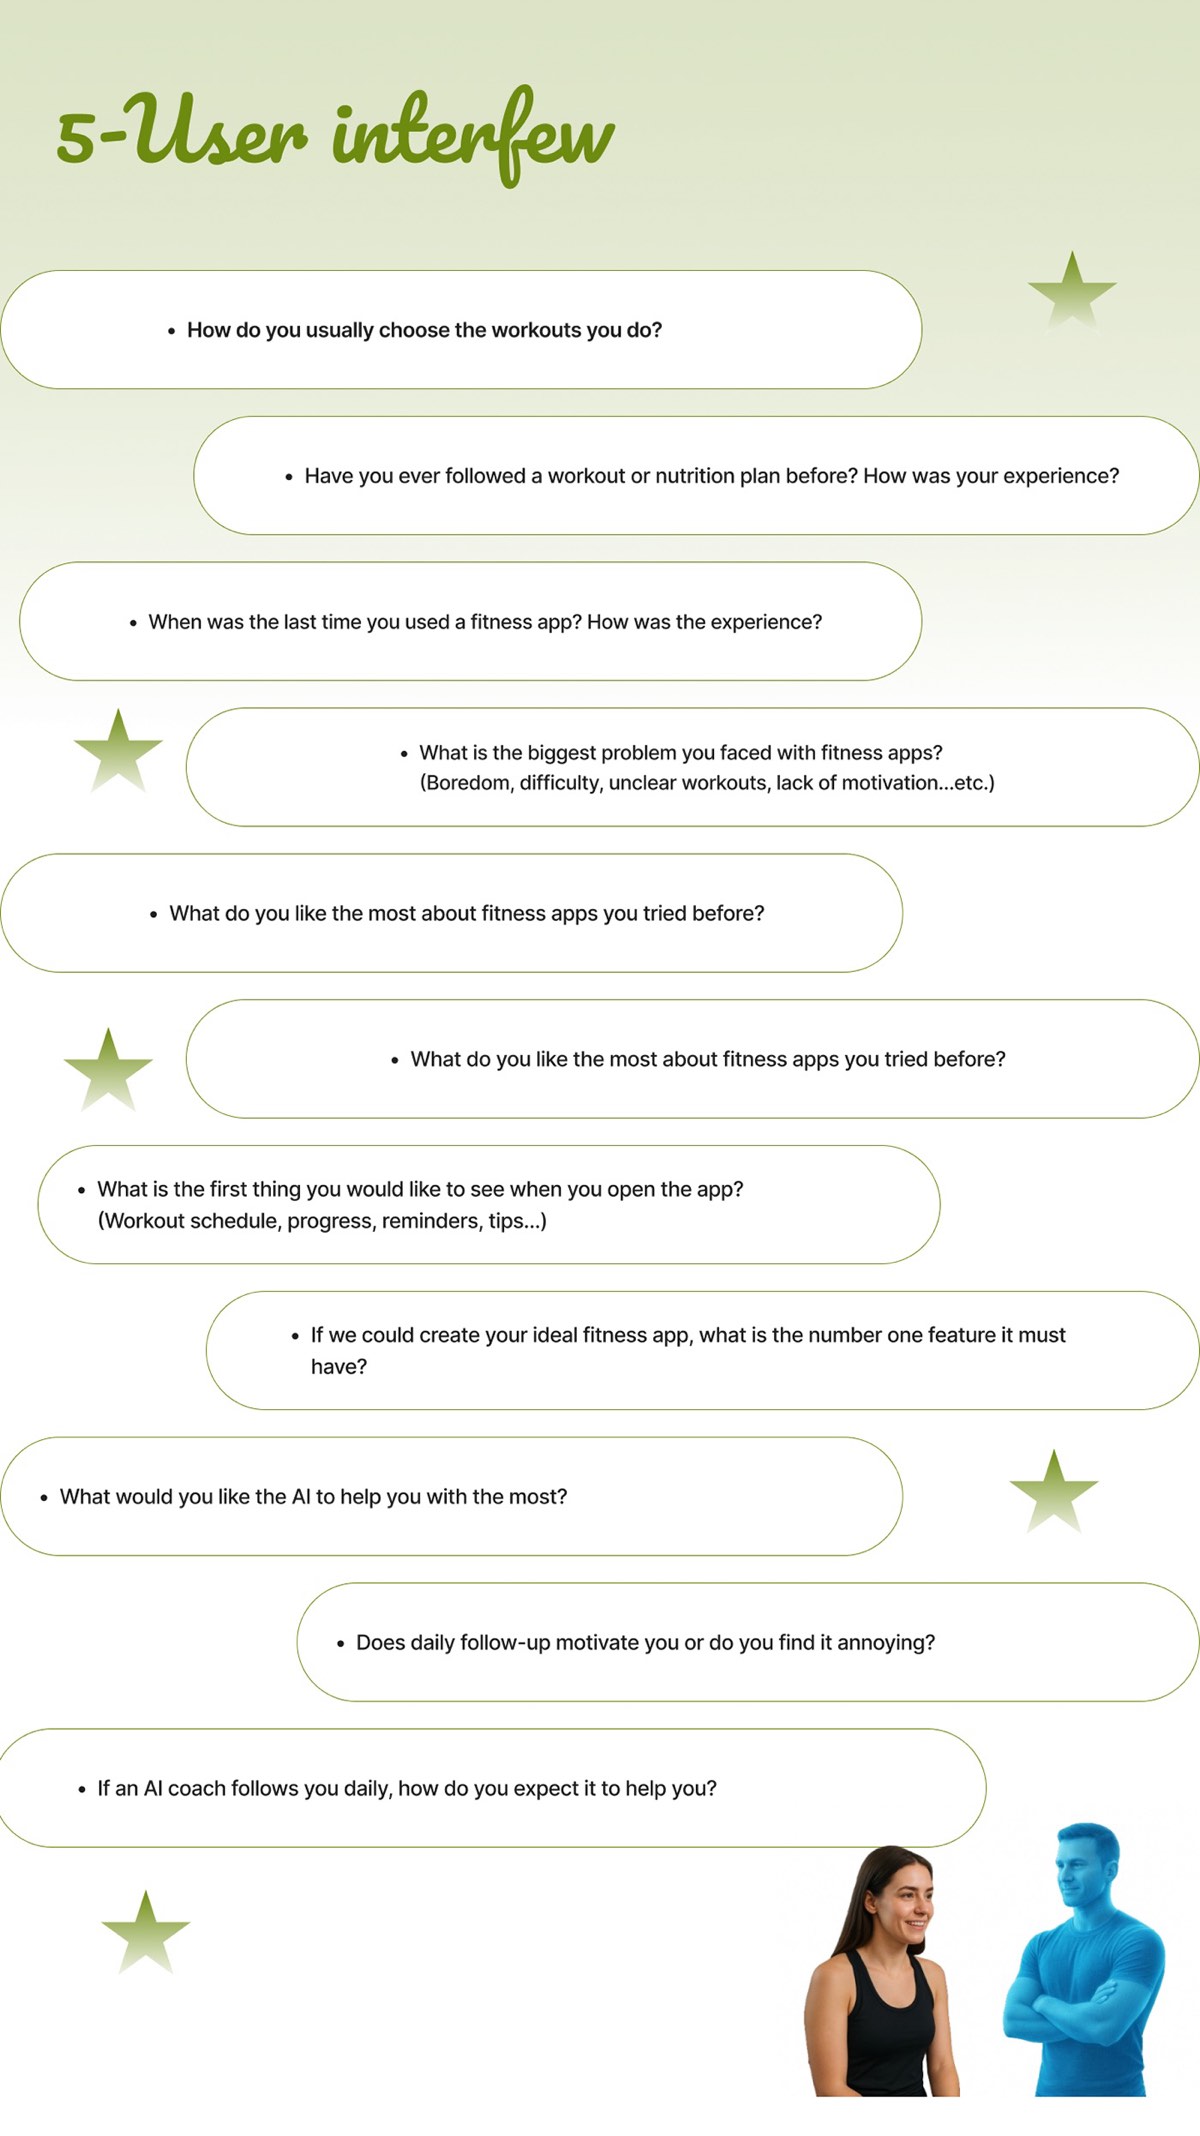 5-User interfew
• How do you usually choose the workouts you do?
• Have you ever followed a workout or nutrition plan before? How was your experience?
• When was the last time you used a fitness app? How was the experience?
• What is the biggest problem you faced with fitness apps?
(Boredom, difficulty, unclear workouts, lack of motivation...etc.)
• What do you like the most about fitness apps you tried before?
• What do you like the most about fitness apps you tried before?
• What is the first thing you would like to see when you open the app?
(Workout schedule, progress, reminders, tips...)
• If we could create your ideal fitness app, what is the number one feature it must
have?
• What would you like the AI to help you with the most?
• Does daily follow-up motivate you or do you find it annoying?
• If an AI coach follows you daily, how do you expect it to help you?